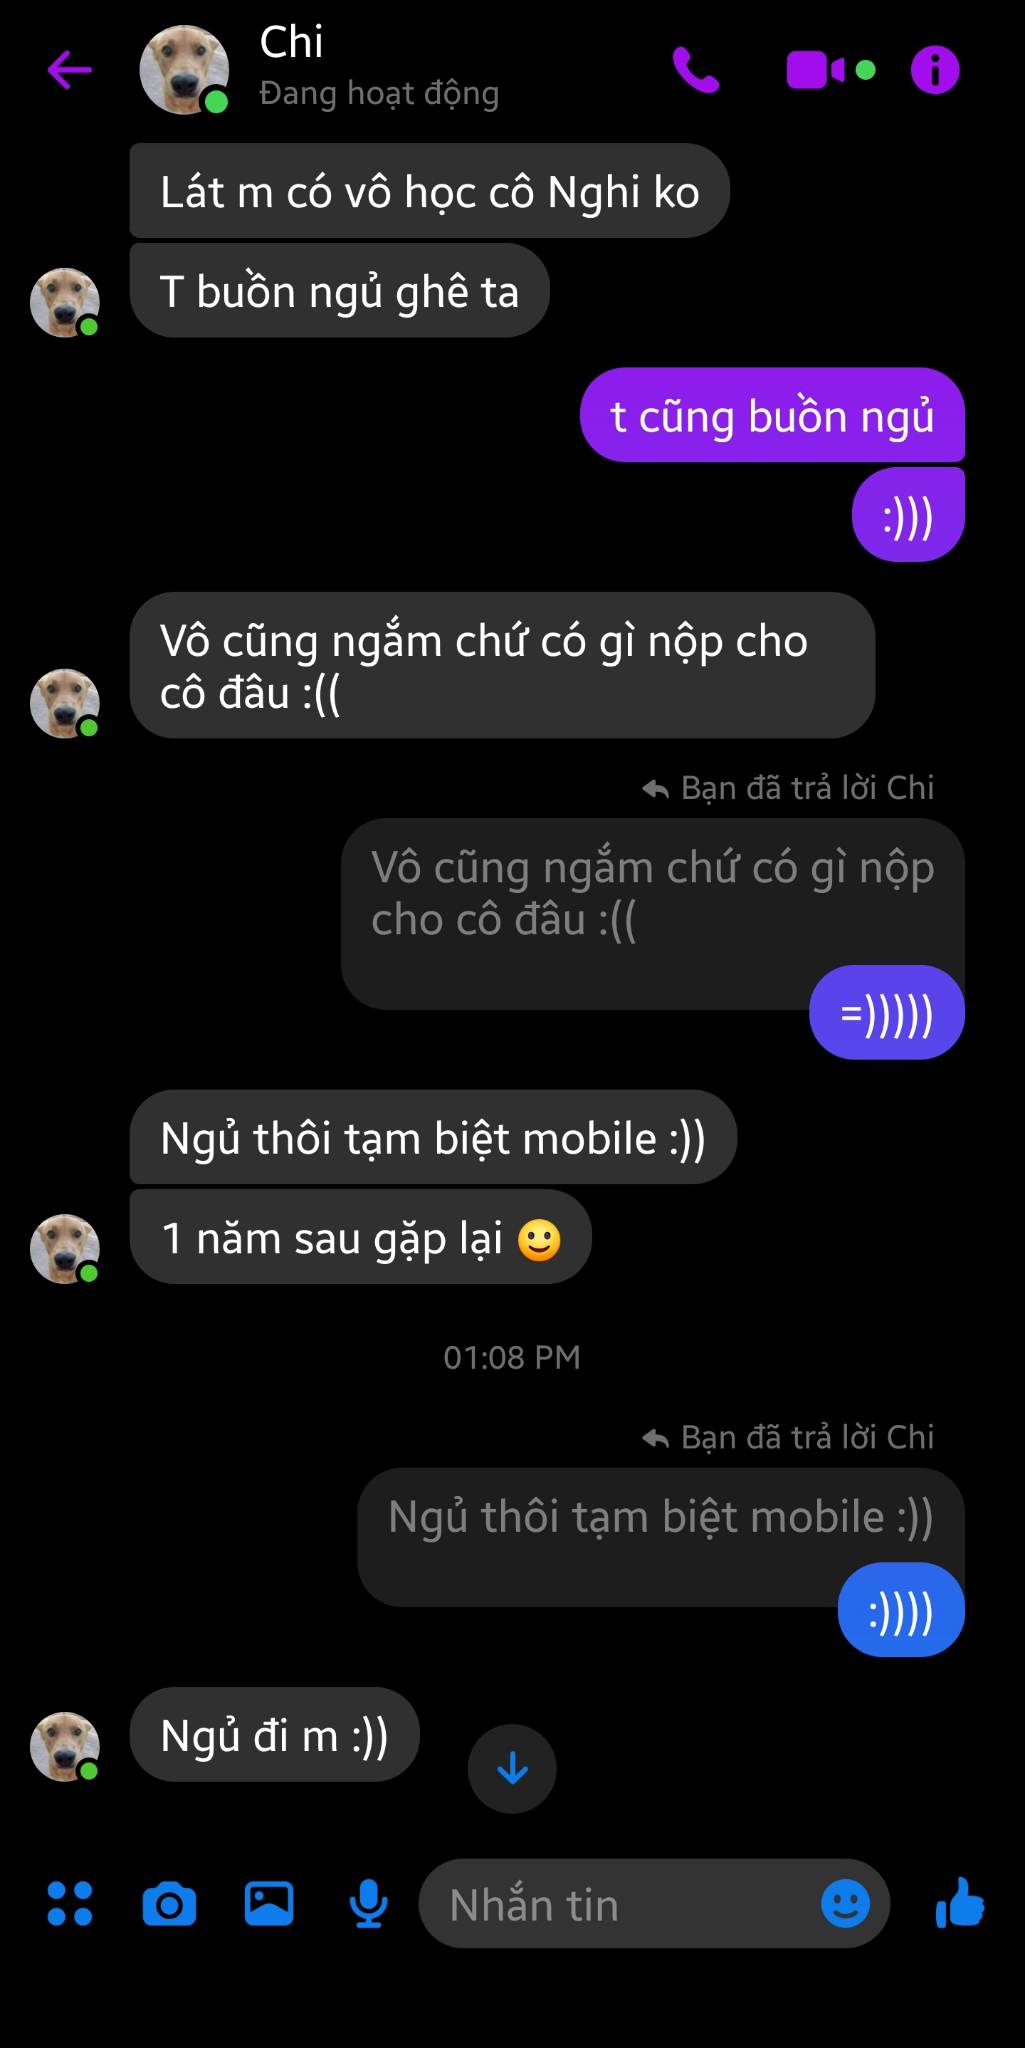 Chi
Đang hoạt động
Lát m có vô học cô Nghi ko
T buồn ngủ ghê ta
t cũng buồn ngủ
:)))
Vô cũng ngắm chứ có gì nộp cho
cô đâu :((
Bạn đã trả lời Chi
Vô cũng ngắm chứ có gì nộp
cho cô đâu :((
=)))))
Ngủ thôi tạm biệt mobile :))
1 năm sau gặp lại 🙂
01:08 PM
Bạn đã trả lời Chi
Ngủ thôi tạm biệt mobile :))
:))))
Ngủ đi m :))
Nhắn tin